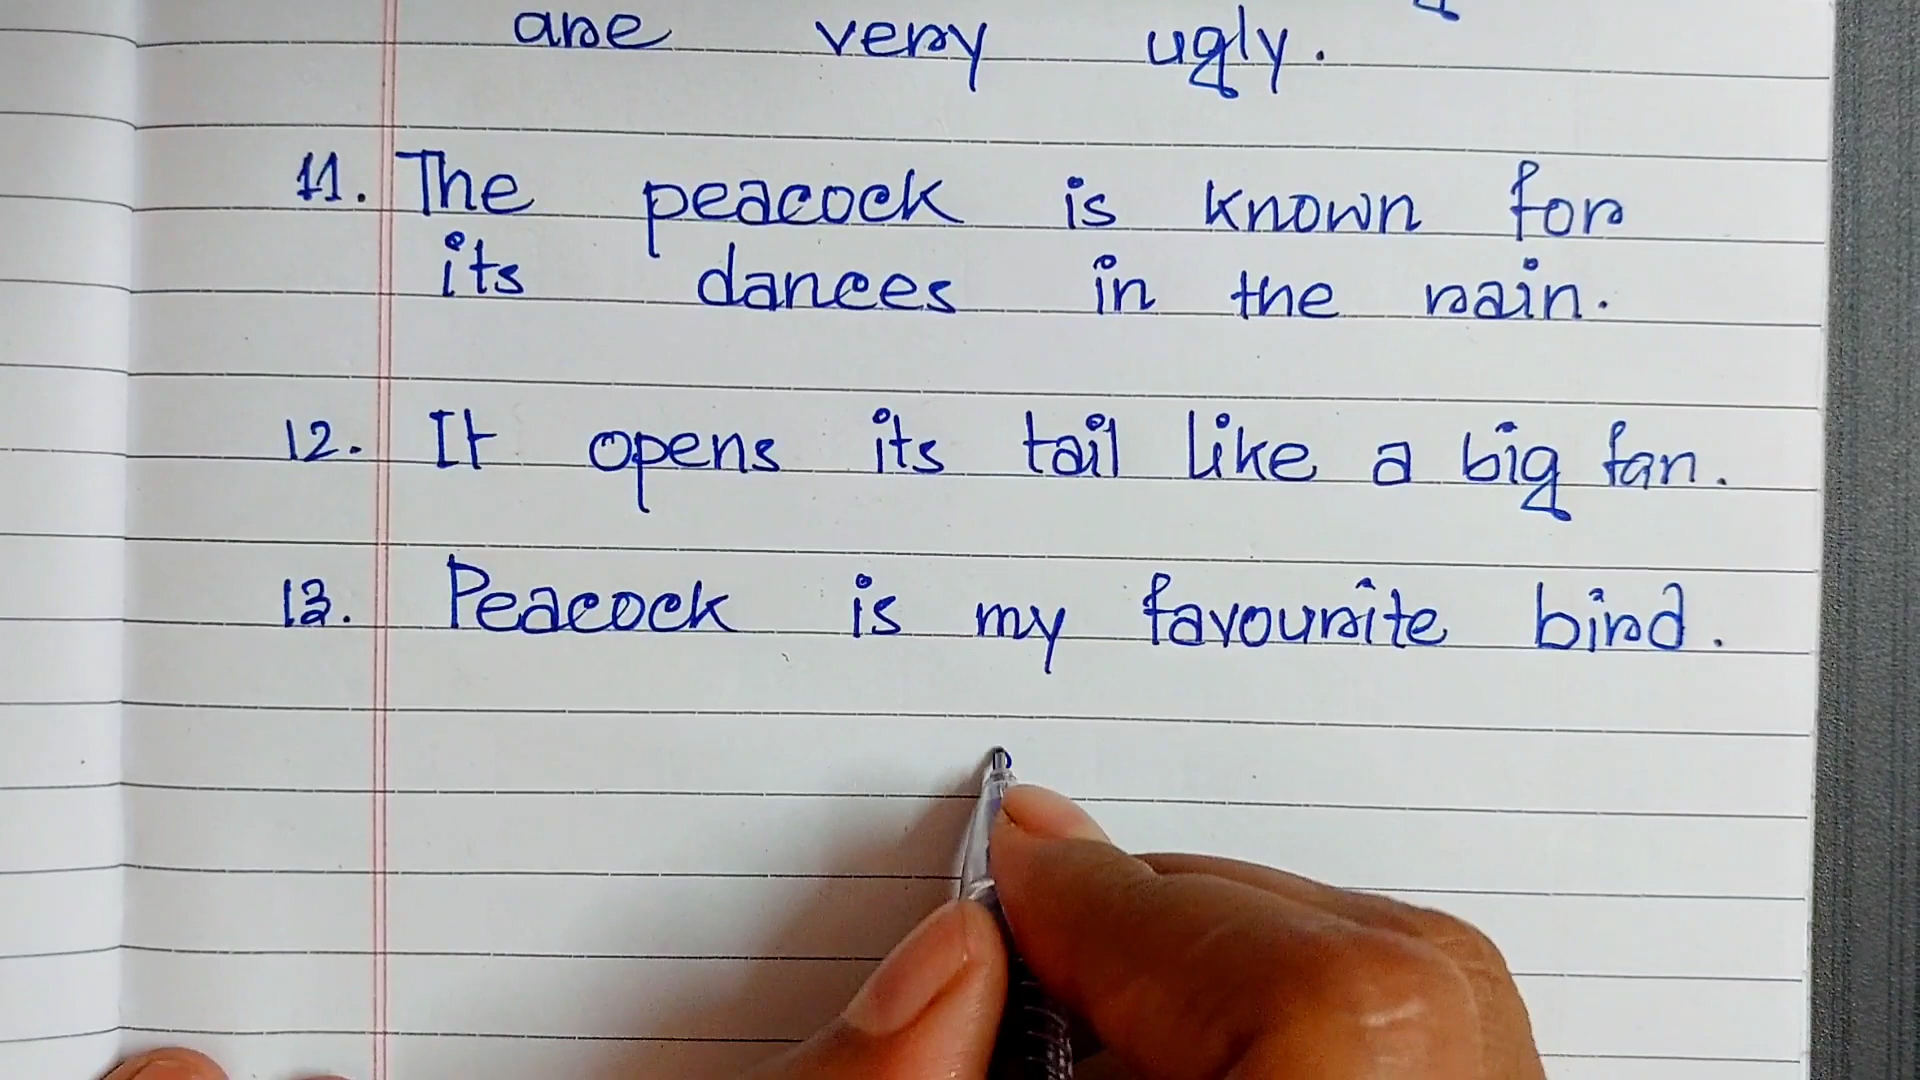 are very ugly.
11. The peacock is known for
its dances in the rain.
12. It opens its tail like a big fan.
13. Peacock is my favourite bird.